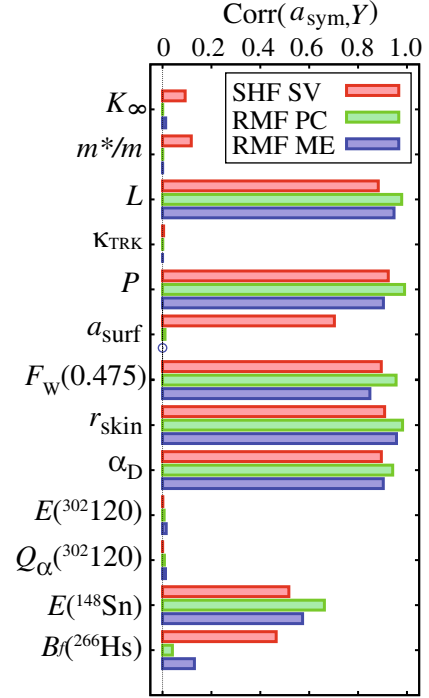 Corr(a_sym,Y)
0 0.2 0.4 0.6 0.8 1.0
SHF SV
RMF PC
RMF ME
K∞
m*/m
L
κ_TRK
P
a_surf
F_W(0.475)
r_skin
α_D
E(³⁰²120)
Q_α(³⁰²120)
E(¹⁴⁸Sn)
B_f(²⁶⁶Hs)